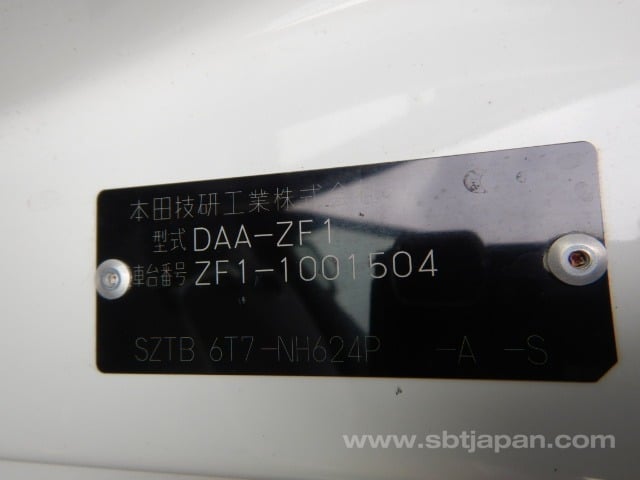 本田技研工業株式会社
型式 DAA-ZF1
車台番号 ZF1-1001504
SZTB 6T7-NH624P -A -S
www.sbtjapan.com